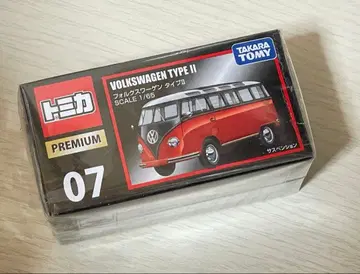 VOLKSWAGEN TYPE II
フォルクスワーゲン タイプⅡ
SCALE 1/65
TAKARA
TOMY
トミカ
PREMIUM
07
サスペンション